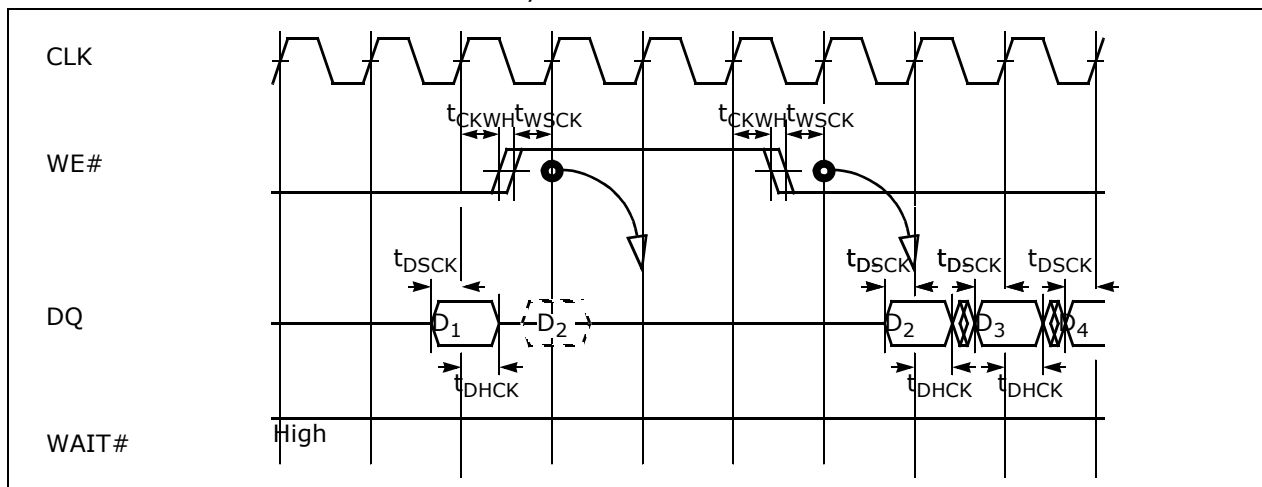 CLK
tCKWH tWSCK tCKWH tWSCK
WE#
tDSCK tDSCK tDSCK tDSCK
DQ D1 D2 D2 D3 D4
tDHCK tDHCK tDHCK
High
WAIT#